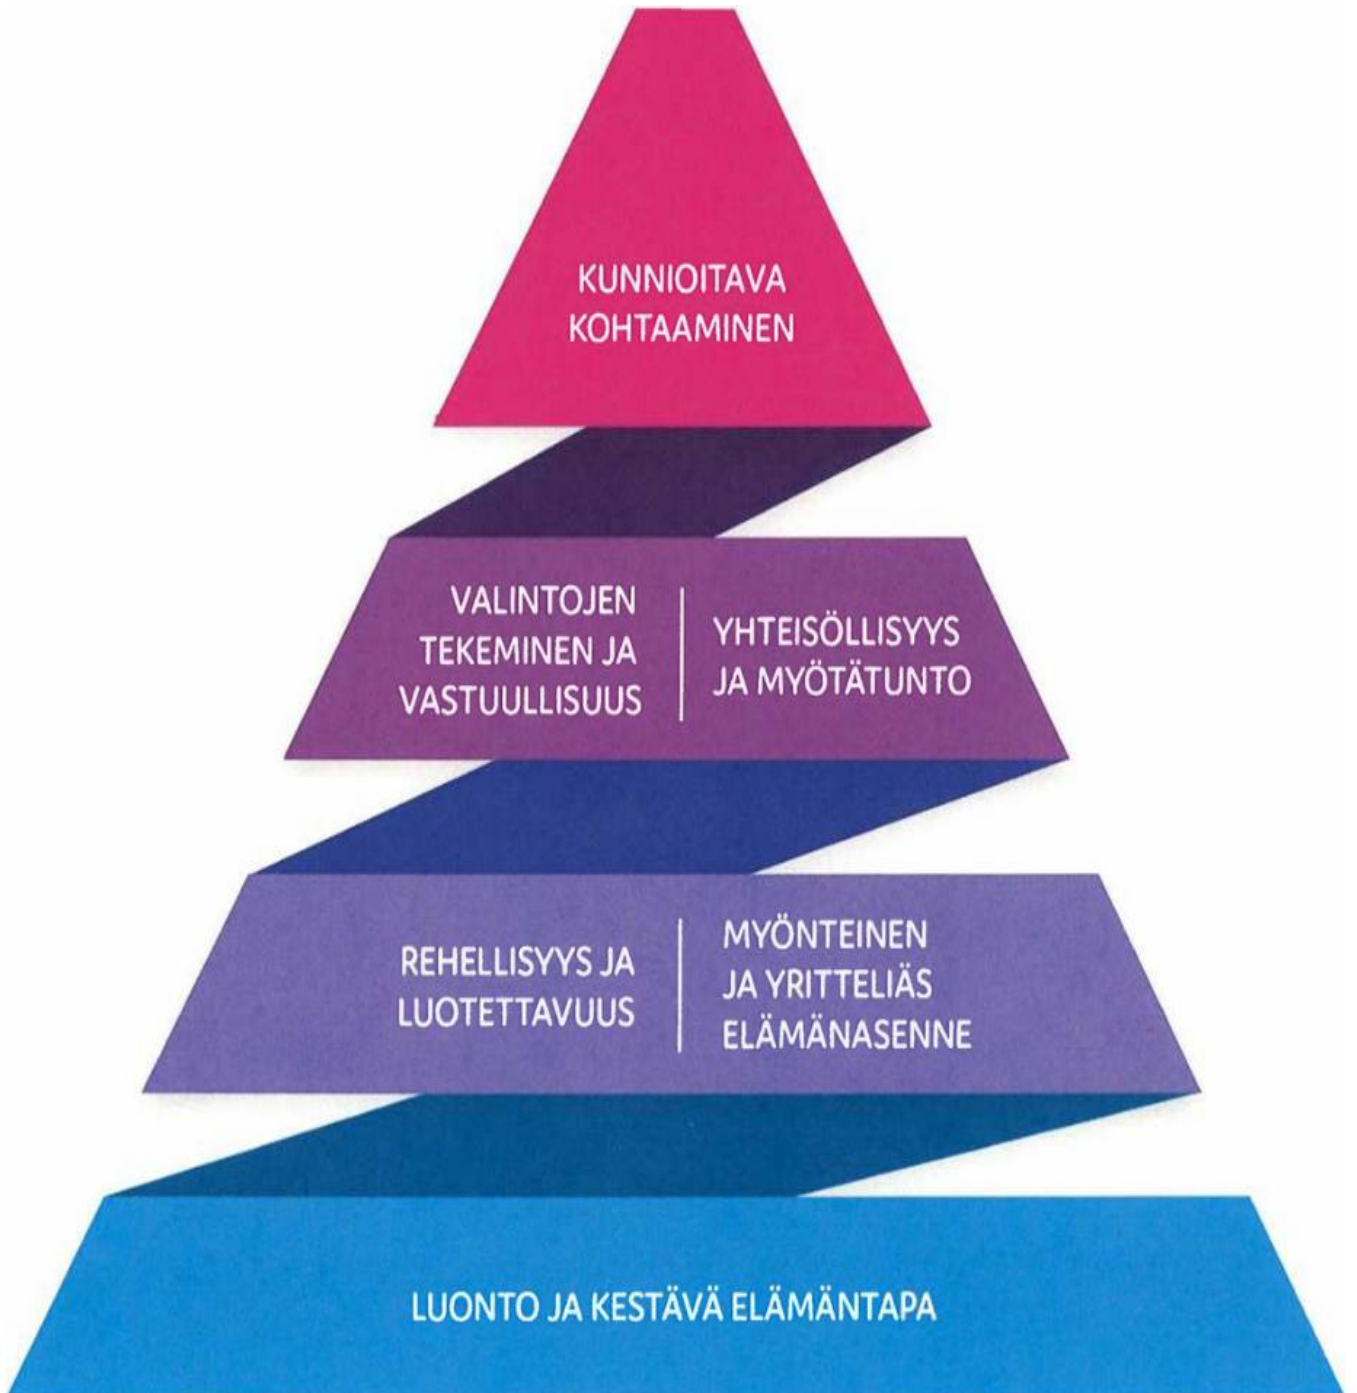 KUNNIOITAVA
KOHTAAMINEN
VALINTOJEN
TEKEMINEN JA
VASTUULLISUUS
YHTEISÖLLISYYS
JA MYÖTÄTUNTO
REHELLISYYS JA
LUOTETTAVUUS
MYÖNTEINEN
JA YRITTELIÄS
ELÄMÄNASENNE
LUONTO JA KESTÄVÄ ELÄMÄNTAPA